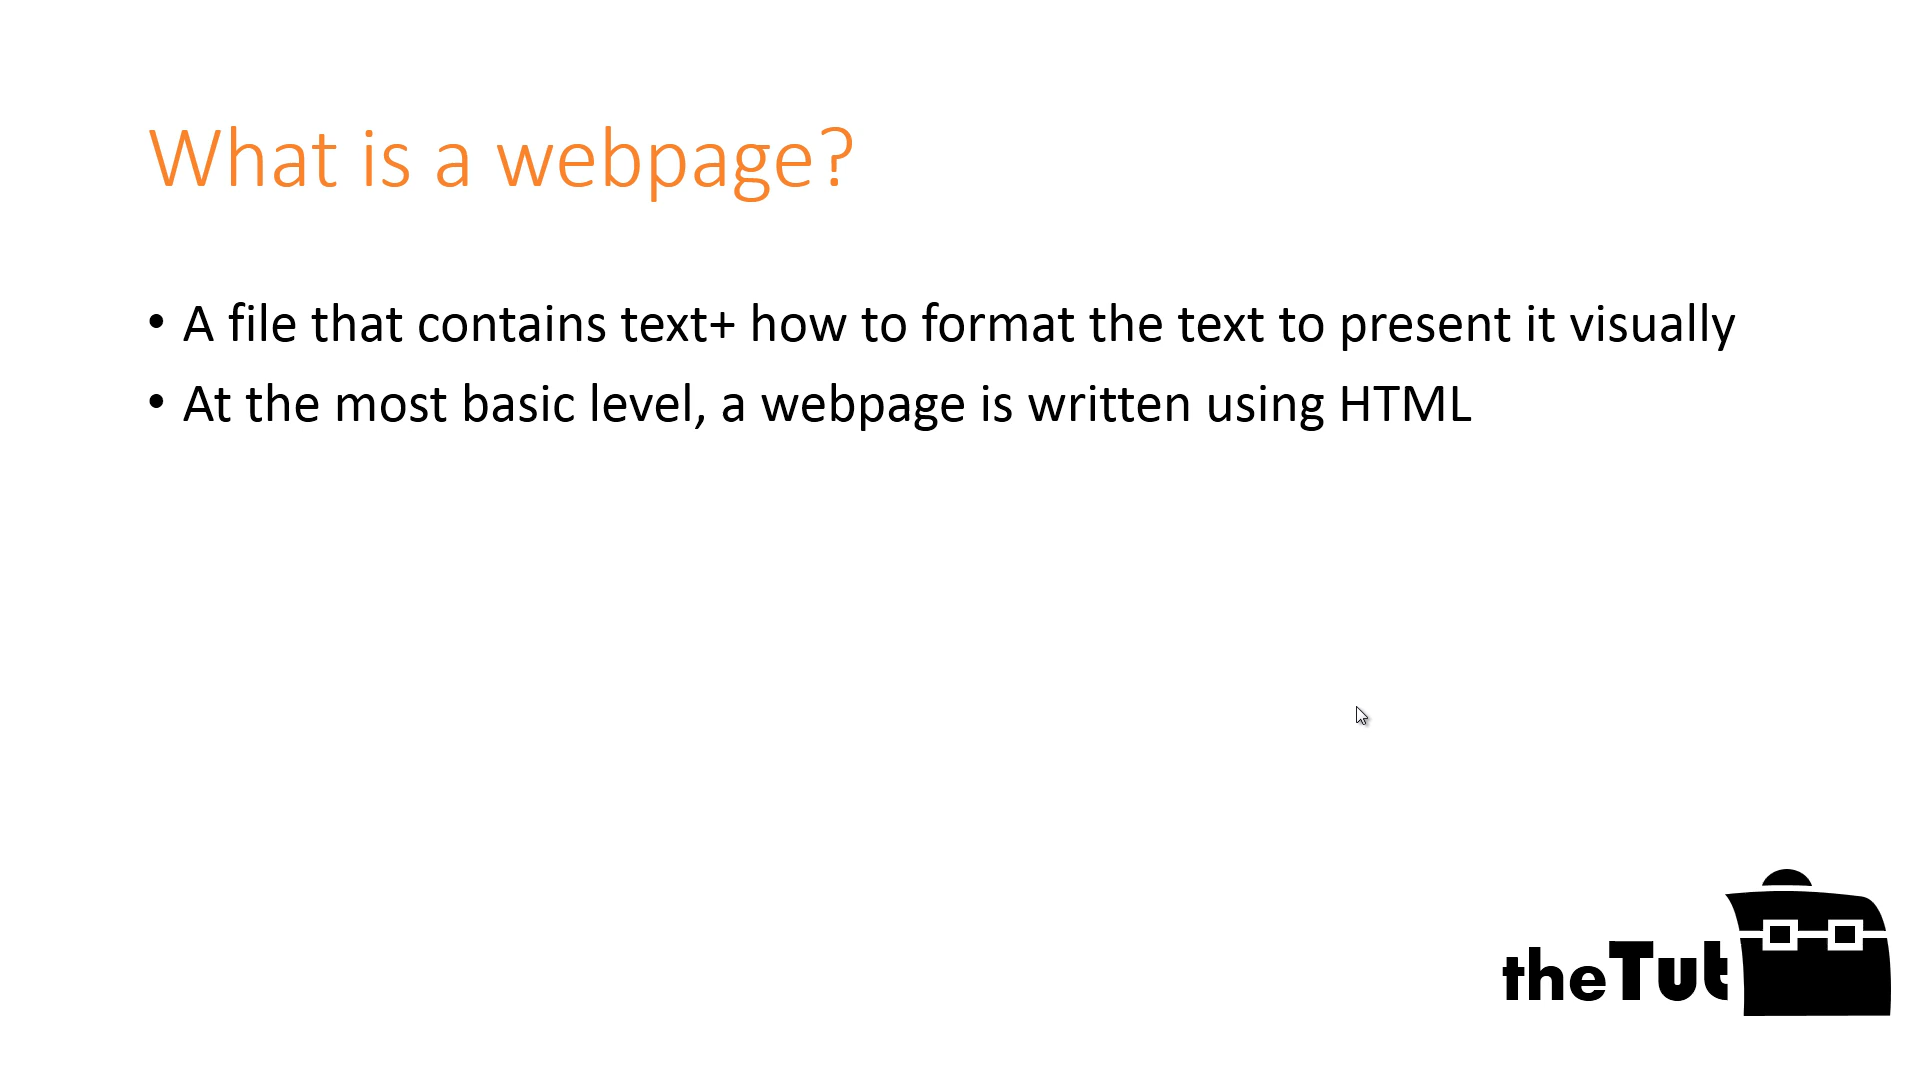 What is a webpage?
• A file that contains text+ how to format the text to present it visually
• At the most basic level, a webpage is written using HTML
theTut